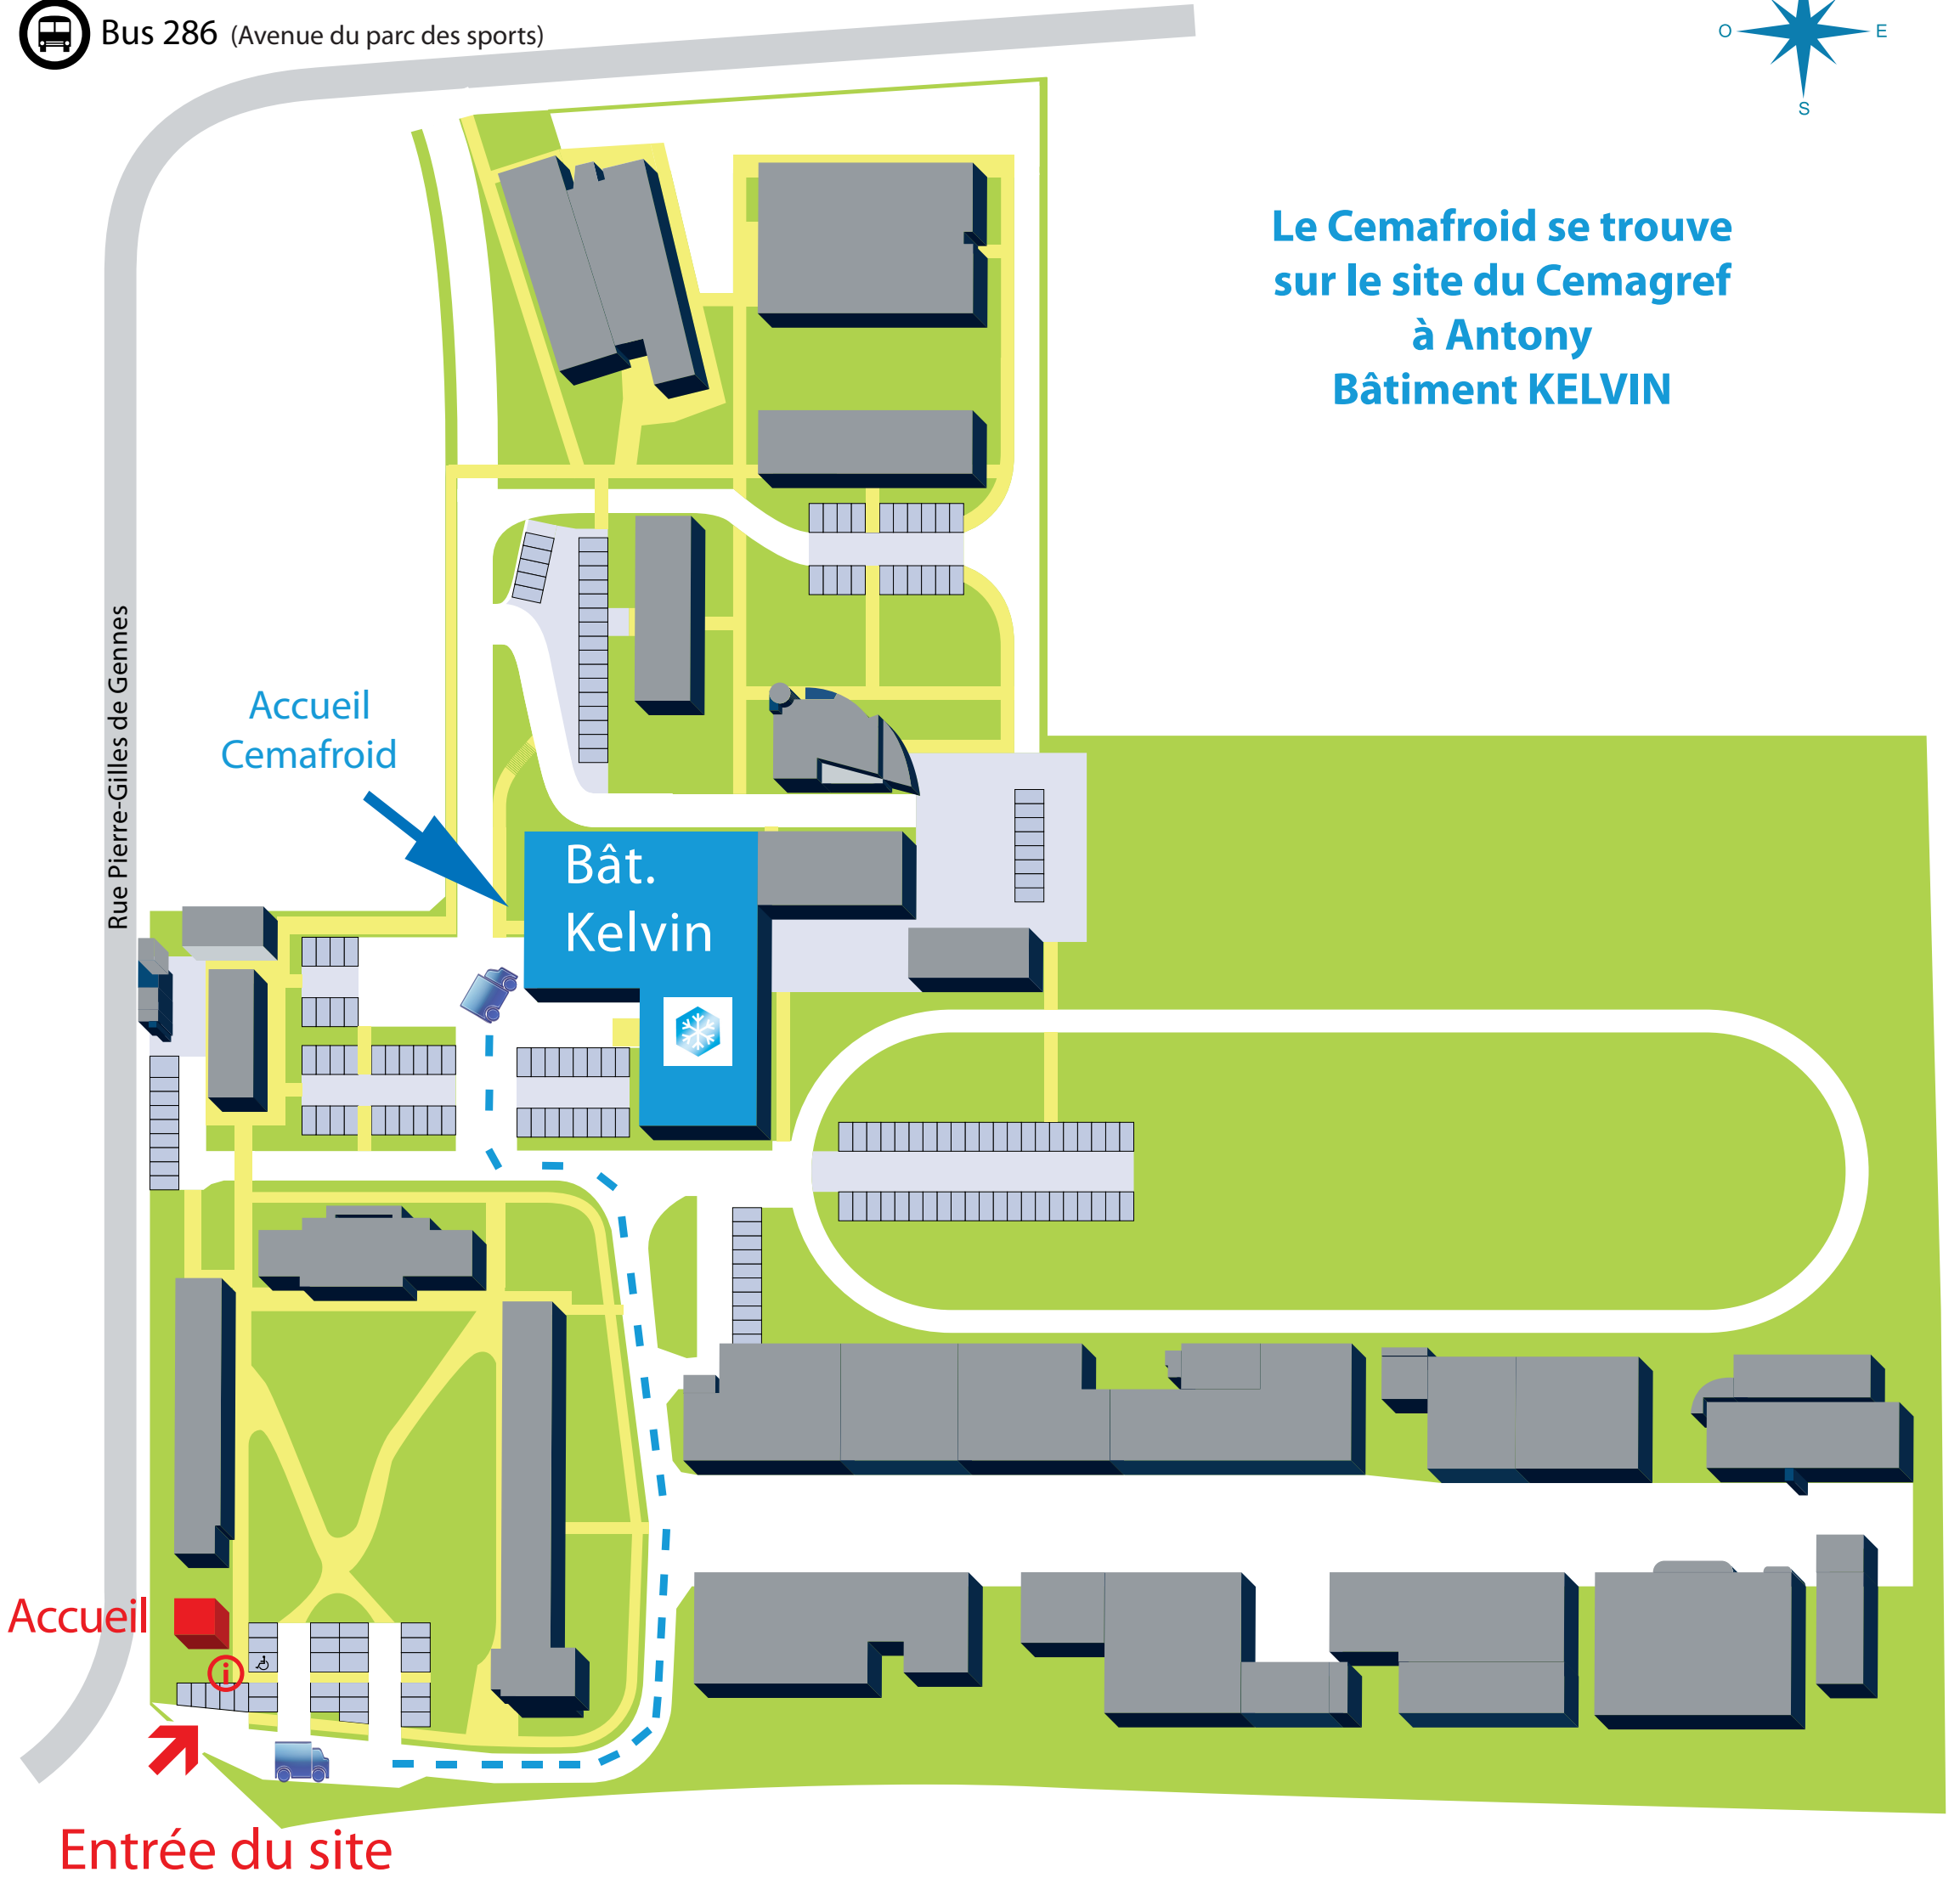 Bus 286 (Avenue du parc des sports)
O
E
S
Le Cemafroid se trouve
sur le site du Cemagref
à Antony
Bâtiment KELVIN
Rue Pierre-Gilles de Gennes
Accueil
Cemafroid
Bât.
Kelvin
Accueil
i
Entrée du site